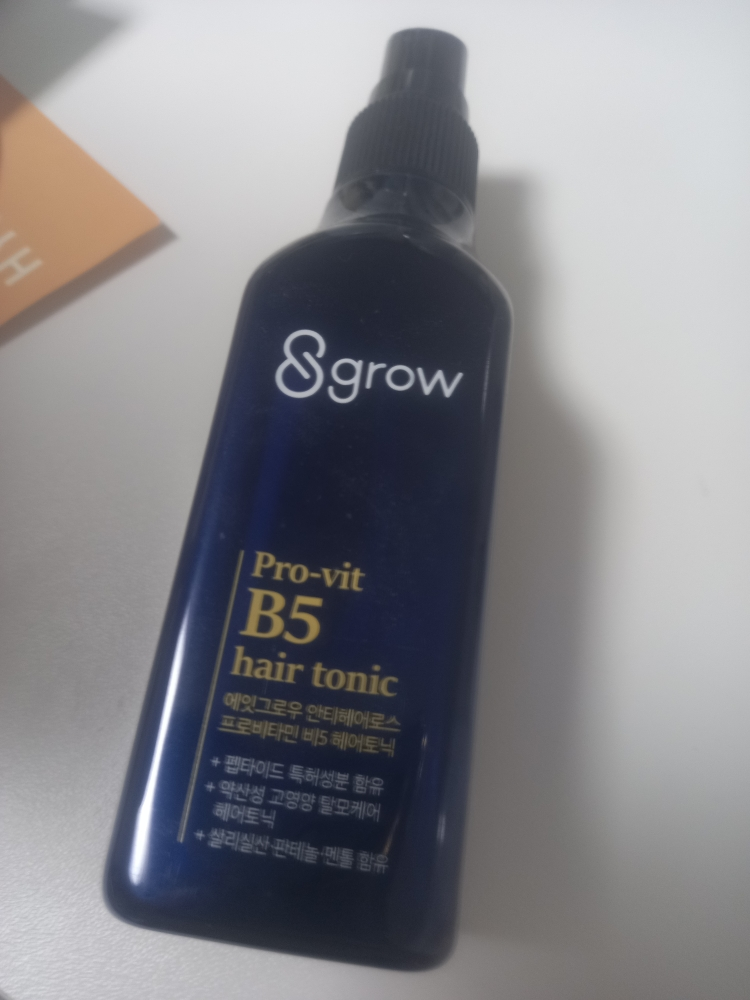 8grow
Pro-vit
B5
hair tonic
에잇그로우 안티헤어로스
프로비타민 비5 헤어토닉
+ 펩타이드 특허성분 함유
+ 약산성 고영양 탈모케어
헤어토닉
+ 살리실산·판테놀·멘톨 함유
TH